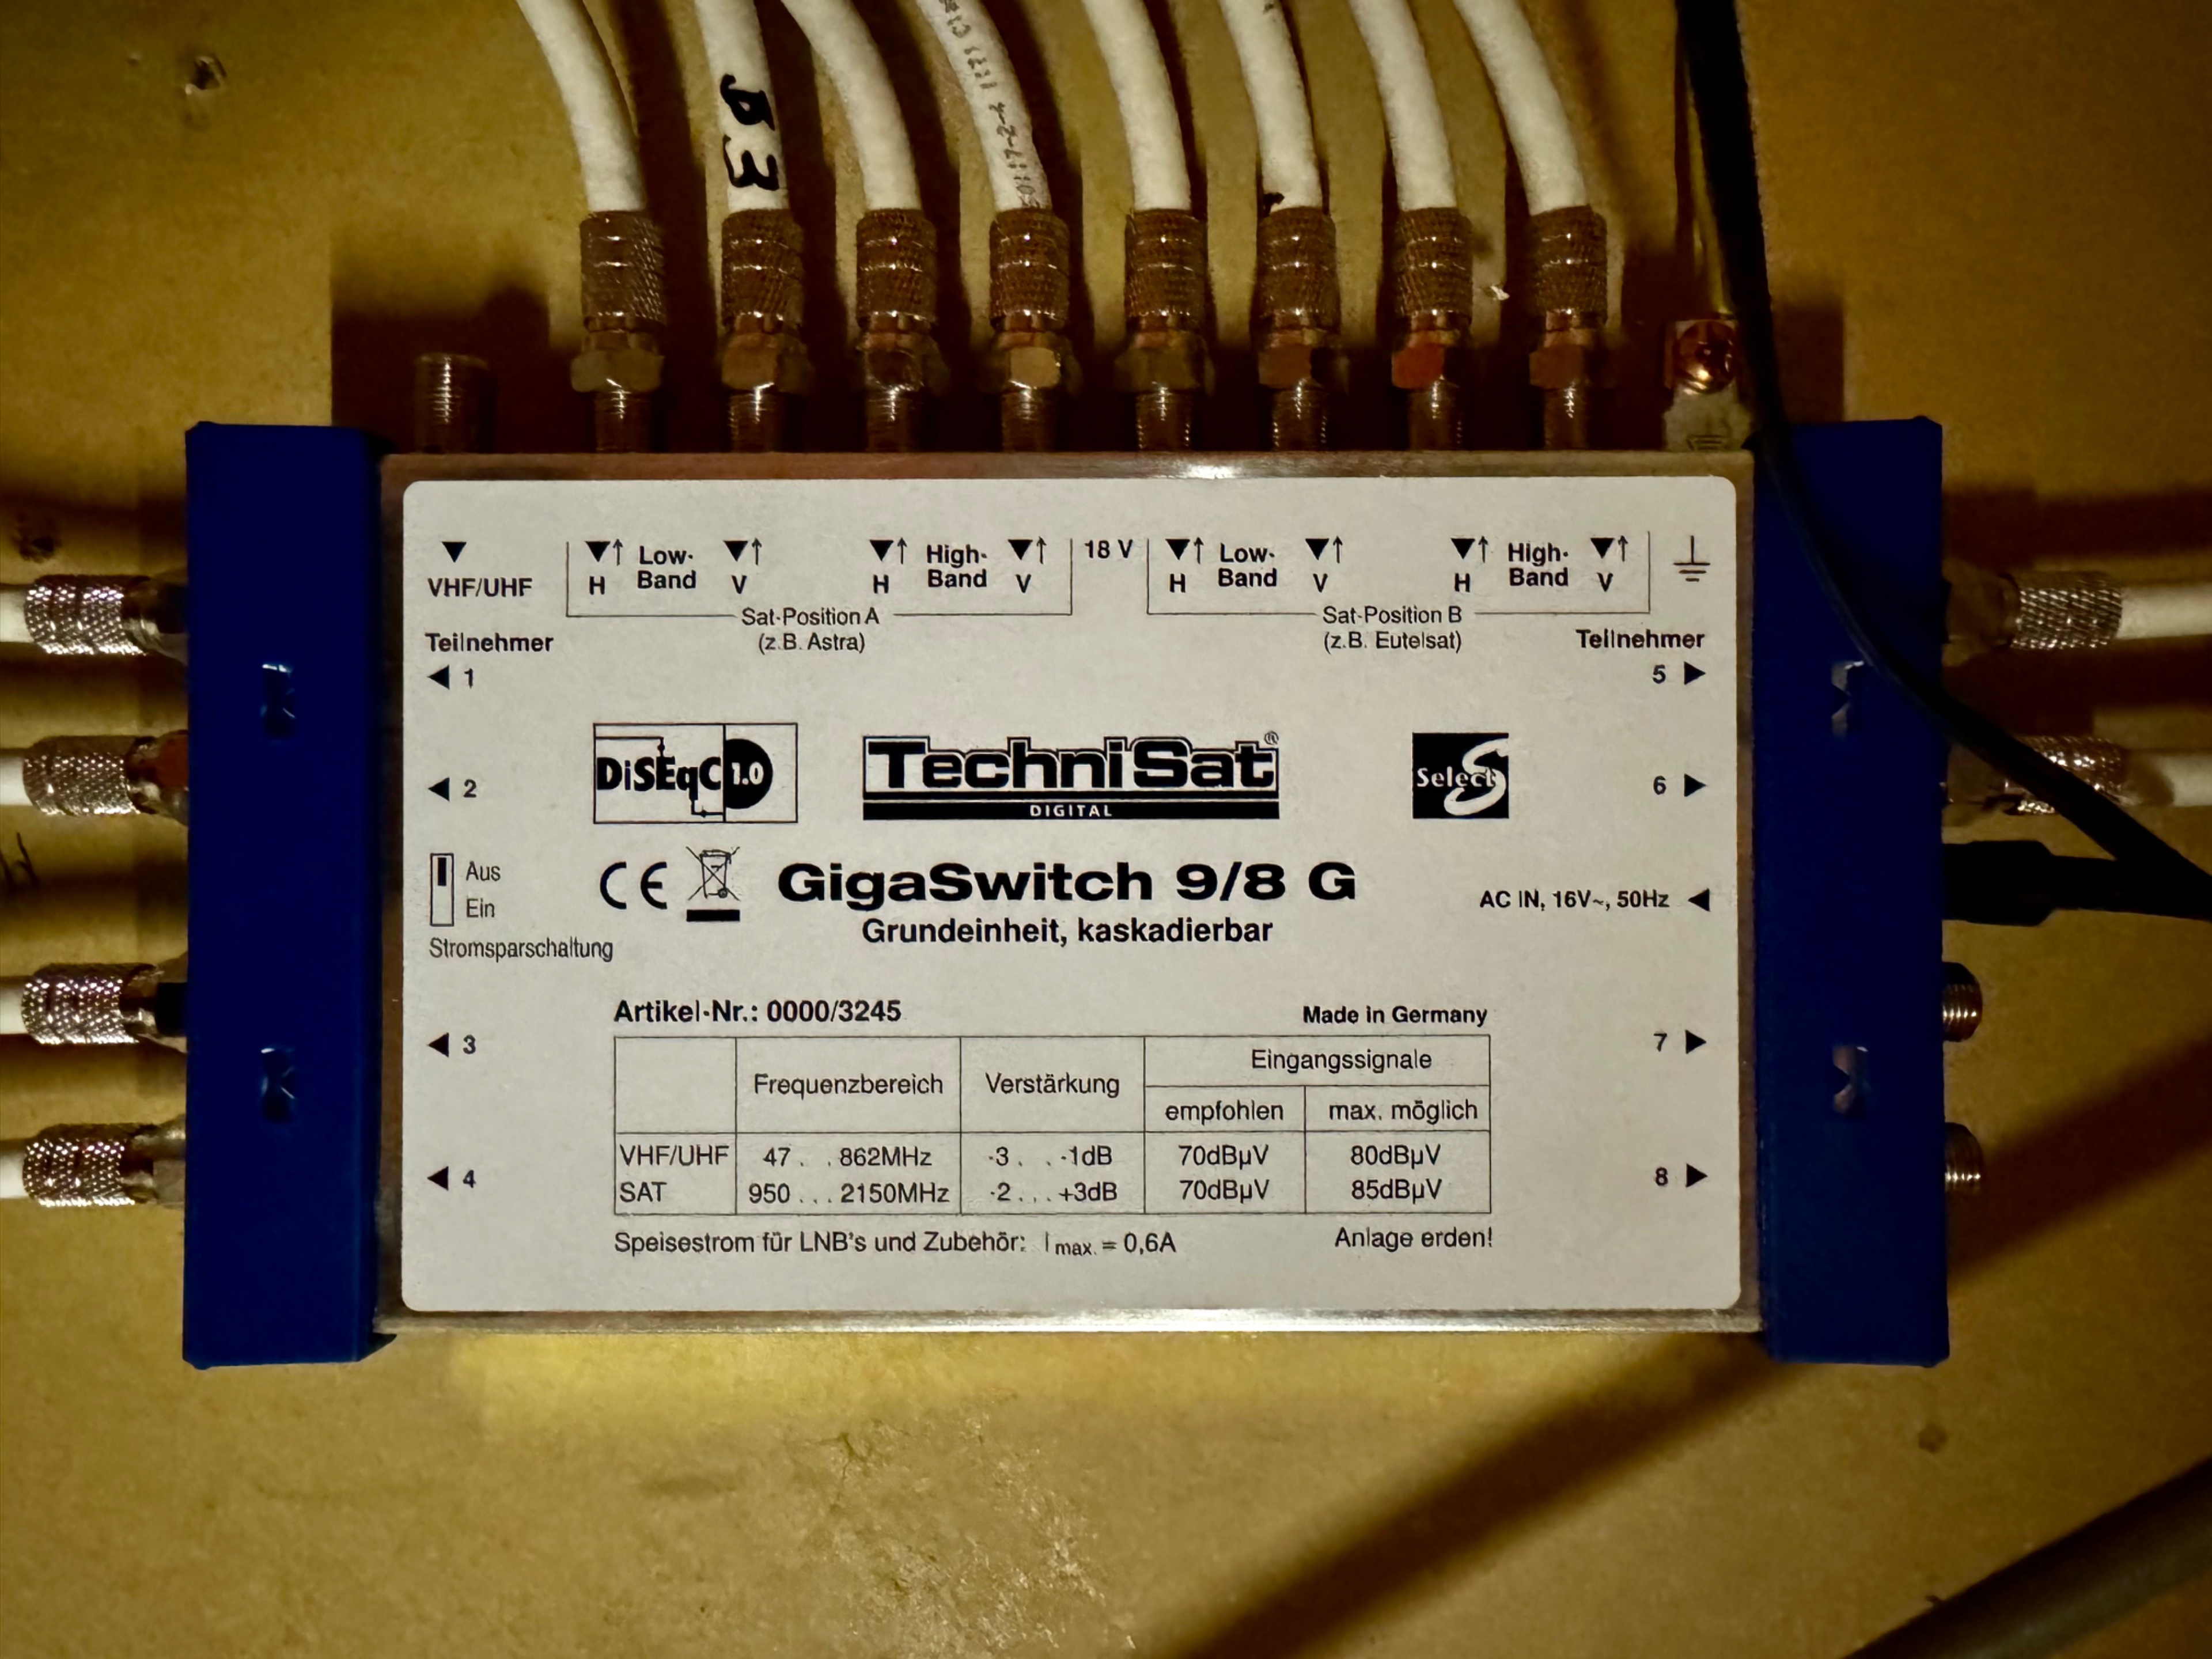 B3
VHF/UHF
H Low-Band V H High-Band V
18 V
H Low-Band V H High-Band V
Sat-Position A
(z.B. Astra)
Sat-Position B
(z.B. Eutelsat)
Teilnehmer
Teilnehmer
1
5
DiSEqC 1.0
TechniSat®
DIGITAL
Select S
2
6
Aus
Ein
Stromsparschaltung
CE
GigaSwitch 9/8 G
Grundeinheit, kaskadierbar
AC IN, 16V~, 50Hz
Artikel-Nr.: 0000/3245
Made in Germany
3
7
Frequenzbereich Verstärkung Eingangssignale
empfohlen max. möglich
VHF/UHF 47...862MHz -3...-1dB 70dBµV 80dBµV
SAT 950...2150MHz -2...+3dB 70dBµV 85dBµV
4
8
Speisestrom für LNB's und Zubehör: I max. = 0,6A
Anlage erden!